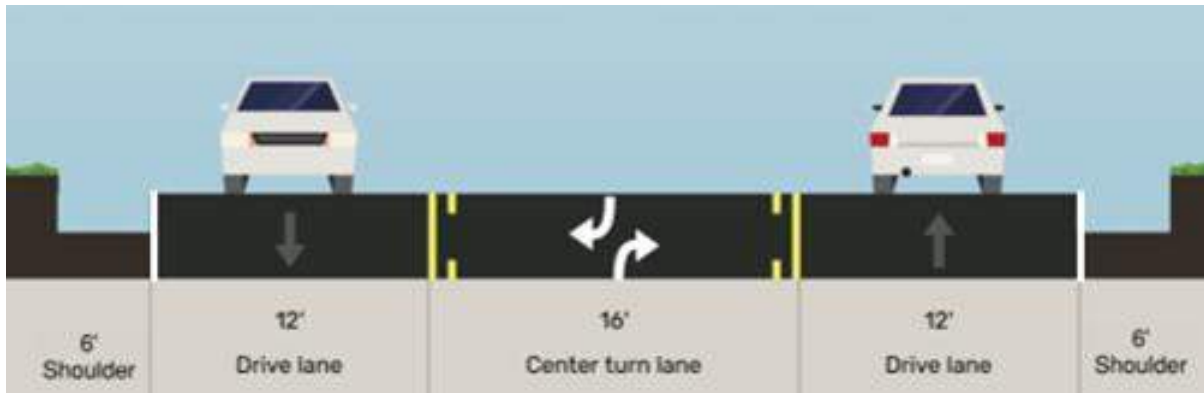 6'
Shoulder
12'
Drive lane
16'
Center turn lane
12'
Drive lane
6'
Shoulder